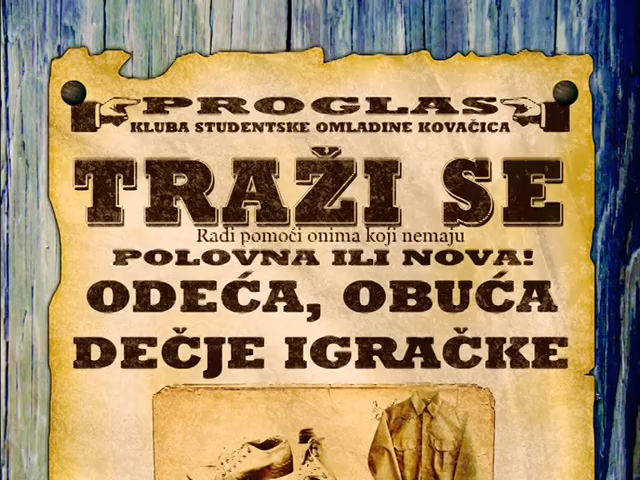 PROGLAS
KLUBA STUDENTSKE OMLADINE KOVAČICA
TRAŽI SE
Radi pomoći onima koji nemaju
POLOVNA ILI NOVA!
ODEĆA, OBUĆA
DEČJE IGRAČKE